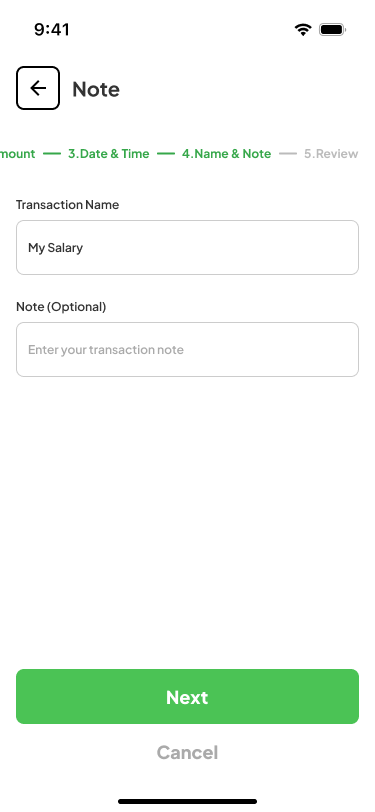 9:41
Note
mount 3.Date & Time 4.Name & Note 5.Review
Transaction Name
My Salary
Note (Optional)
Enter your transaction note
Next
Cancel